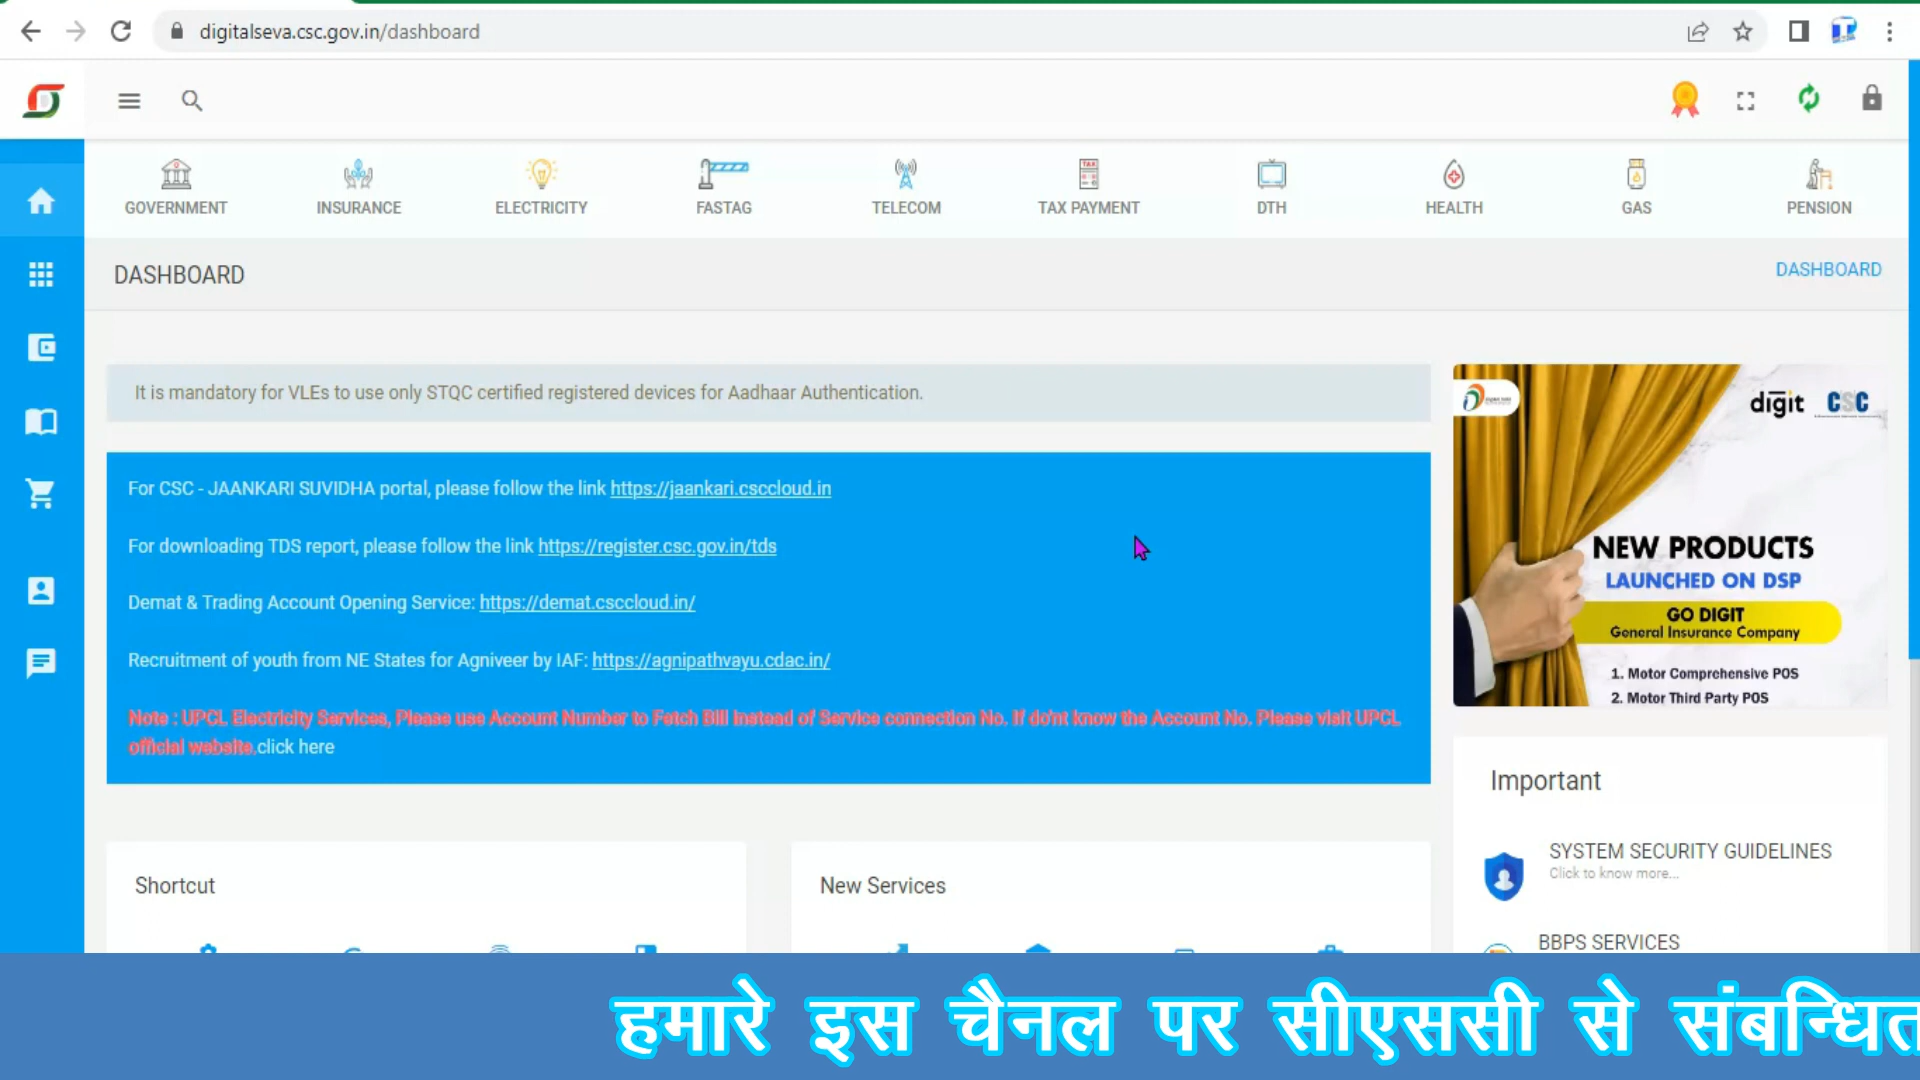 digitalseva.csc.gov.in/dashboard
GOVERNMENT
INSURANCE
ELECTRICITY
FASTAG
TELECOM
TAX PAYMENT
DTH
HEALTH
GAS
PENSION
DASHBOARD
DASHBOARD
It is mandatory for VLEs to use only STQC certified registered devices for Aadhaar Authentication.
For CSC - JAANKARI SUVIDHA portal, please follow the link https://jaankari.csccloud.in
For downloading TDS report, please follow the link https://register.csc.gov.in/tds
Demat & Trading Account Opening Service: https://demat.csccloud.in/
Recruitment of youth from NE States for Agniveer by IAF: https://agnipathvayu.cdac.in/
Note : UPCL Electricity Services, Please use Account Number to Fetch Bill instead of Service connection No. If do'nt know the Account No. Please visit UPCL
official website.click here
digit CSC
NEW PRODUCTS
LAUNCHED ON DSP
GO DIGIT
General Insurance Company
1. Motor Comprehensive POS
2. Motor Third Party POS
Important
SYSTEM SECURITY GUIDELINES
Click to know more...
BBPS SERVICES
Shortcut
New Services
हमारे इस चैनल पर सीएससी से संबन्धित